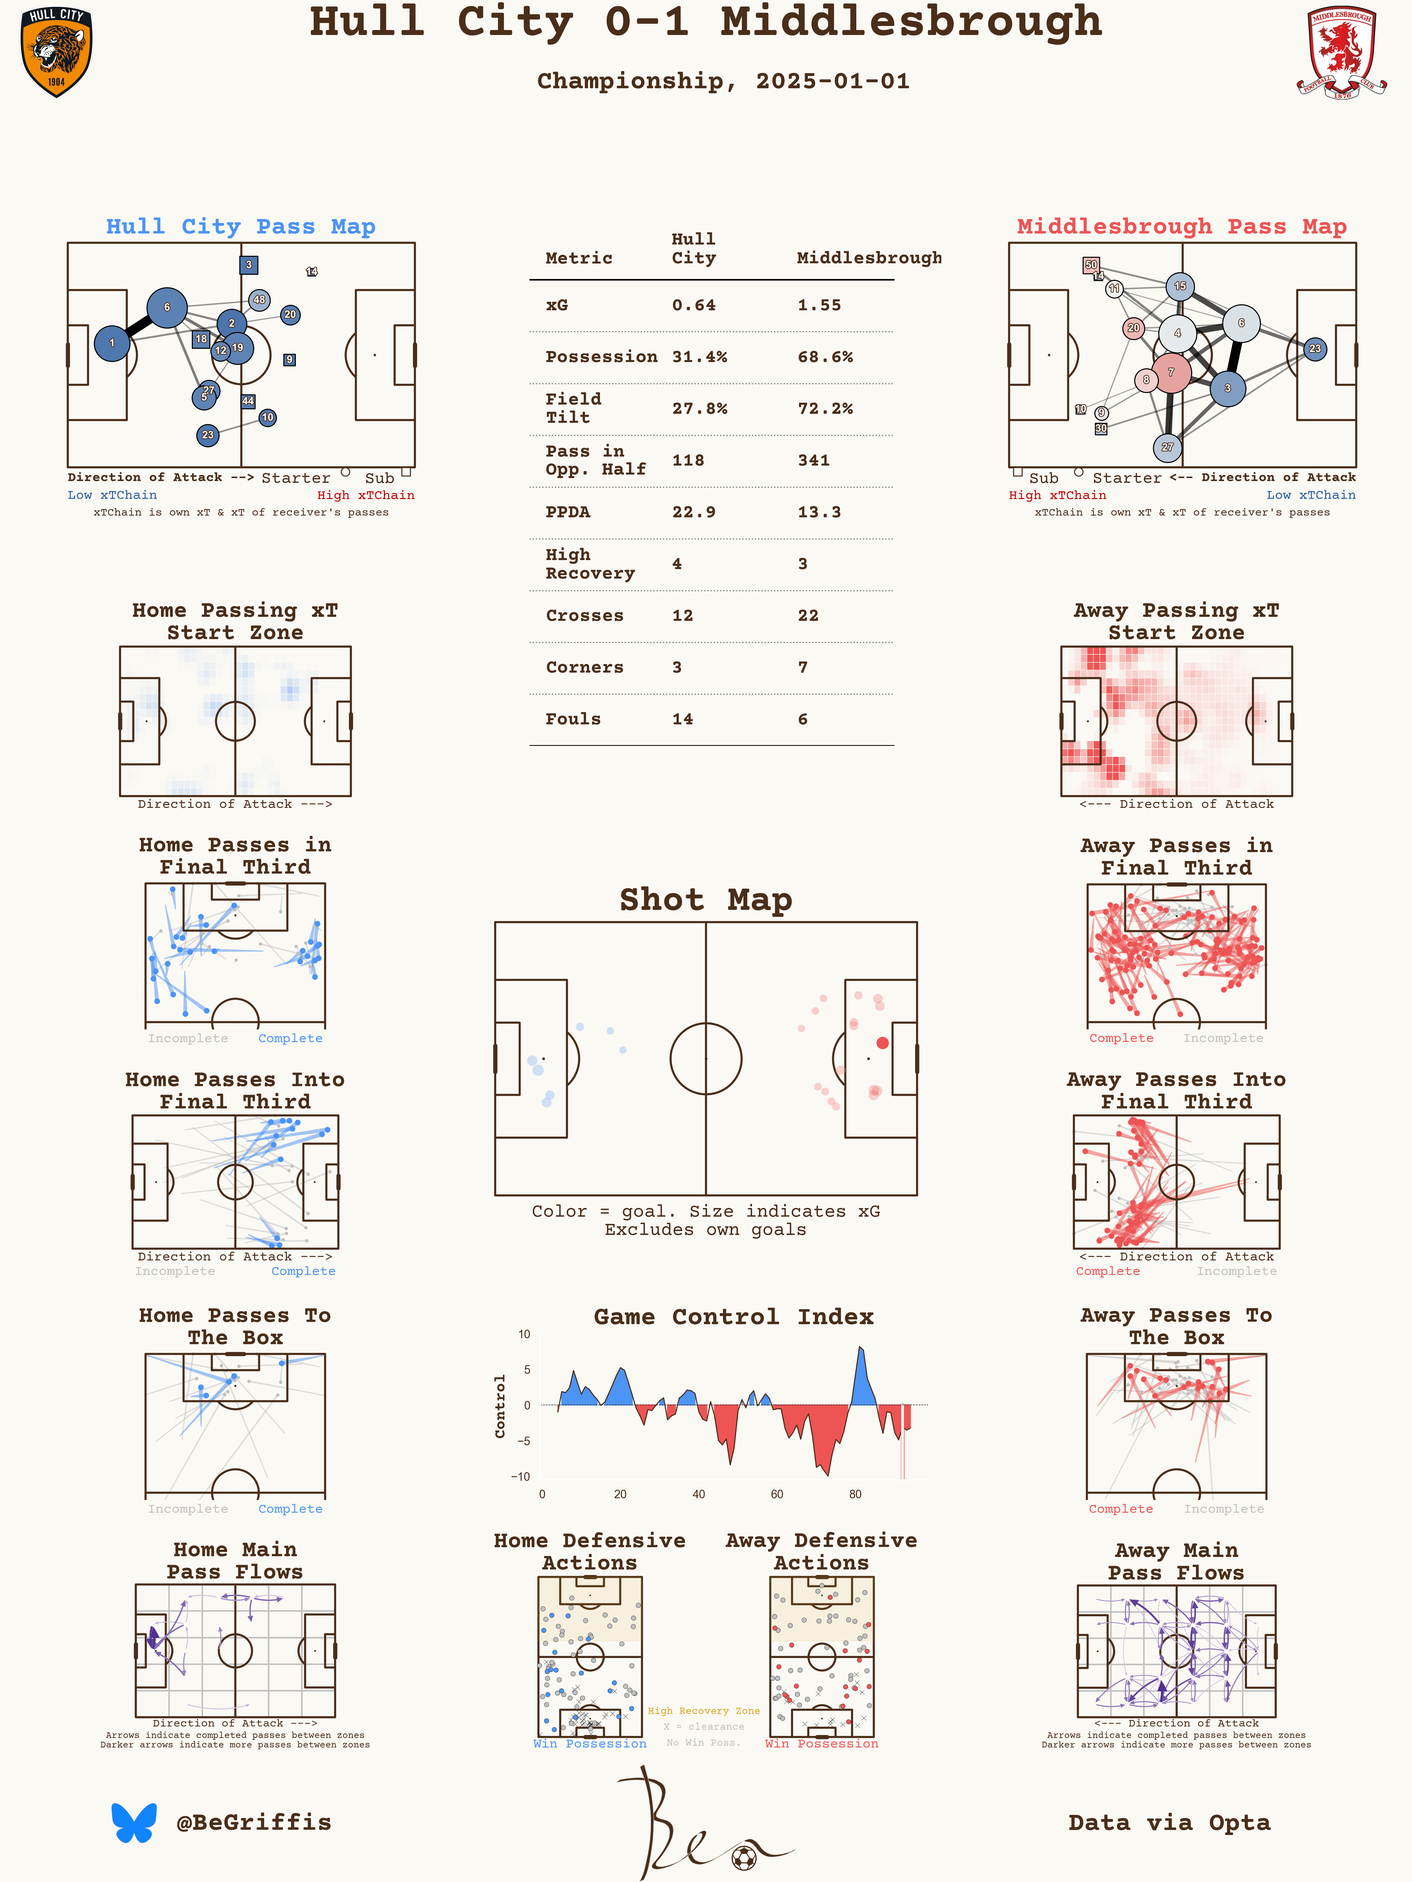 Hull City 0-1 Middlesbrough
Championship, 2025-01-01
HULL CITY
1904
MIDDLESBROUGH
FOOTBALL CLUB
1876
Hull City Pass Map
3
14
48
6
20
2
18
1
12
19
9
27
5
44
10
23
Direction of Attack --> Starter Sub
Low xTChain High xTChain
xTChain is own xT & xT of receiver's passes
Metric Hull City Middlesbrough
xG 0.64 1.55
Possession 31.4% 68.6%
Field Tilt 27.8% 72.2%
Pass in Opp. Half 118 341
PPDA 22.9 13.3
High Recovery 4 3
Crosses 12 22
Corners 3 7
Fouls 14 6
Middlesbrough Pass Map
50
14
11
15
20
4
6
23
7
8
3
10
9
30
27
Sub Starter <-- Direction of Attack
High xTChain Low xTChain
xTChain is own xT & xT of receiver's passes
Home Passing xT
Start Zone
Direction of Attack --->
Away Passing xT
Start Zone
<--- Direction of Attack
Home Passes in
Final Third
Incomplete Complete
Away Passes in
Final Third
Complete Incomplete
Shot Map
Color = goal. Size indicates xG
Excludes own goals
Home Passes Into
Final Third
Direction of Attack --->
Incomplete Complete
Away Passes Into
Final Third
<--- Direction of Attack
Complete Incomplete
Home Passes To
The Box
Incomplete Complete
Game Control Index
Control
10
5
0
−5
−10
0 20 40 60 80
Away Passes To
The Box
Complete Incomplete
Home Main
Pass Flows
Direction of Attack --->
Arrows indicate completed passes between zones
Darker arrows indicate more passes between zones
Home Defensive
Actions
Win Possession
Away Defensive
Actions
Win Possession
High Recovery Zone
X = clearance
No Win Poss.
Away Main
Pass Flows
<--- Direction of Attack
Arrows indicate completed passes between zones
Darker arrows indicate more passes between zones
@BeGriffis
Ben
Data via Opta